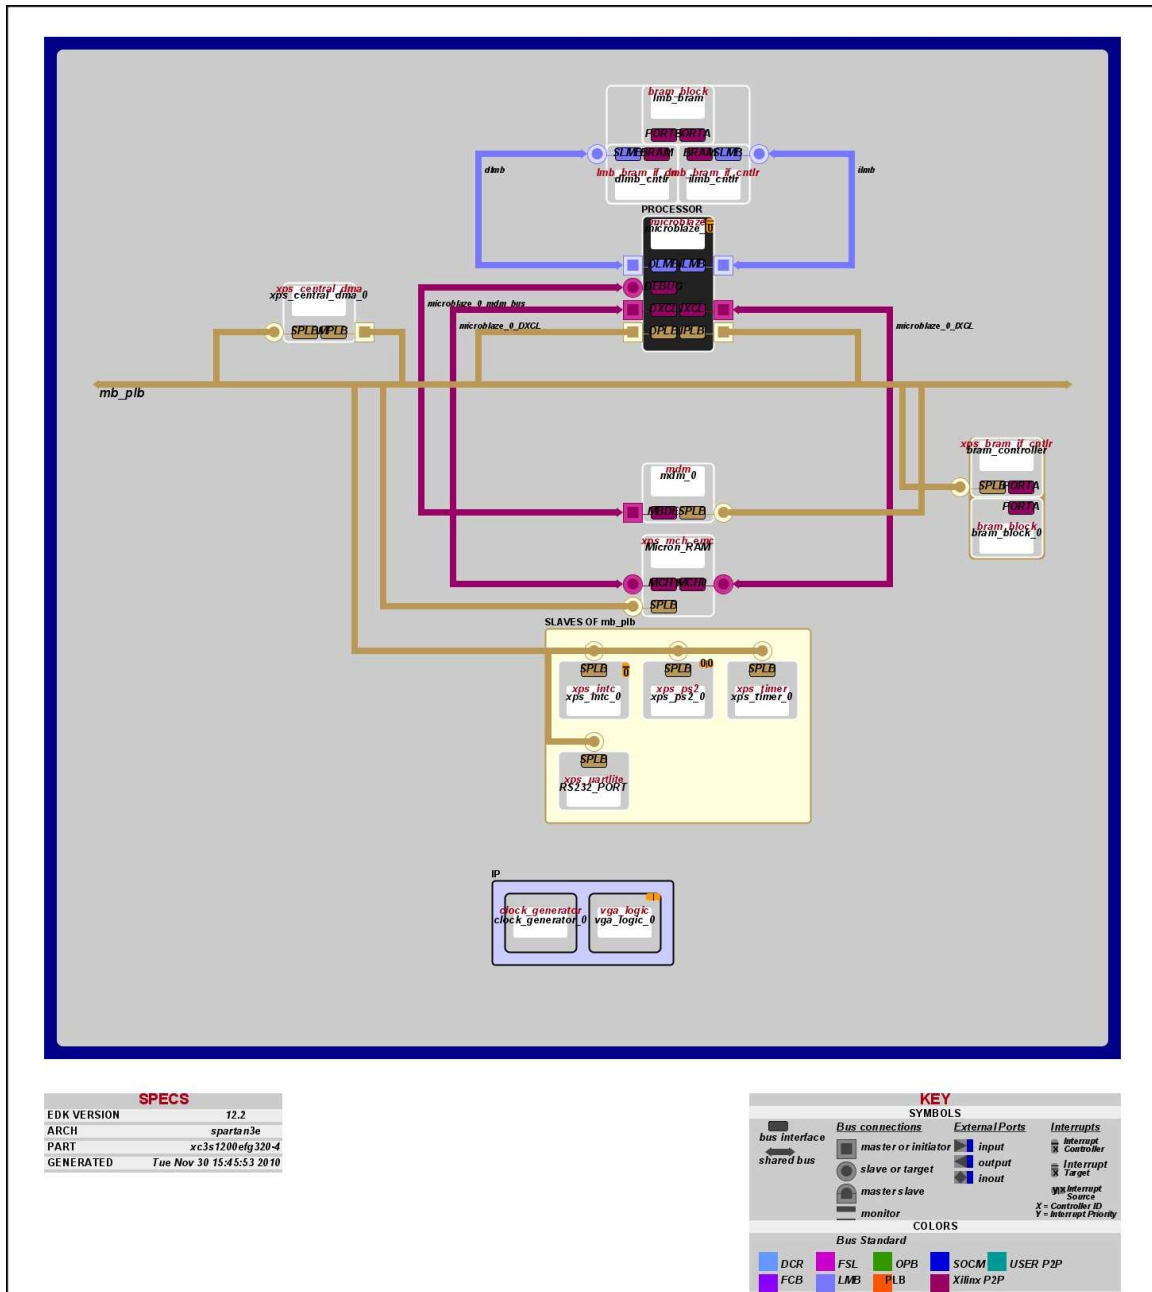 bram_block
lmb_bram
PORTB PORTA
SLMB BRAM BRAM SLMB
dlmb
ilmb
lmb_bram_if_cntlr
dlmb_cntlr ilmb_cntlr
PROCESSOR
microblaze
microblaze_0
DLMB ILMB
DEBUG
xps_central_dma
xps_central_dma_0
microblaze_0_mdm_bus
DXCL IXCL
microblaze_0_DXCL
microblaze_0_IXCL
SPLB MPLB
DPLB IPLB
mb_plb
xps_bram_if_cntlr
bram_controller
SPLB PORTA
PORTA
bram_block
bram_block_0
mdm
mdm_0
MBDE SPLB
xps_mch_emc
Micron_RAM
SPLB
SLAVES OF mb_plb
SPLB SPLB SPLB
xps_intc xps_ps2 xps_timer
xps_intc_0 xps_ps2_0 xps_timer_0
SPLB
xps_uartlite
RS232_PORT
IP
clock_generator vga_logic
clock_generator_0 vga_logic_0
SPECS
EDK VERSION 12.2
ARCH spartan3e
PART xc3s1200efg320-4
GENERATED Tue Nov 30 15:45:53 2010
KEY
SYMBOLS
bus interface
shared bus
Bus connections
master or initiator
slave or target
master slave
monitor
External Ports
input
output
inout
Interrupts
Interrupt
Controller
Interrupt
Target
Interrupt
Source
X = Controller ID
Y = Interrupt Priority
COLORS
Bus Standard
DCR FSL OPB SOCM USER P2P
FCB LMB PLB Xilinx P2P